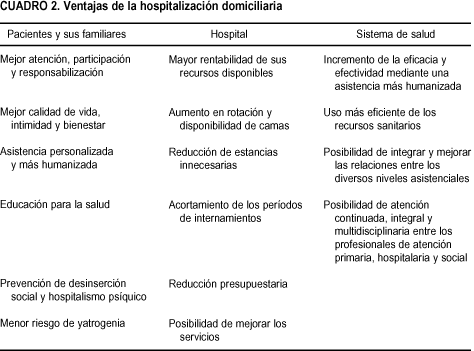 CUADRO 2. Ventajas de la hospitalización domiciliaria
Pacientes y sus familiares Hospital Sistema de salud
Mejor atención, participación
y responsabilización
Mayor rentabilidad de sus
recursos disponibles
Incremento de la eficacia y
efectividad mediante una
asistencia más humanizada
Mejor calidad de vida,
intimidad y bienestar
Aumento en rotación y
disponibilidad de camas
Uso más eficiente de los
recursos sanitarios
Asistencia personalizada
y más humanizada
Reducción de estancias
innecesarias
Posibilidad de integrar y mejorar
las relaciones entre los
diversos niveles asistenciales
Educación para la salud
Acortamiento de los períodos
de internamientos
Posibilidad de atención
continuada, integral y
multidisciplinaria entre los
profesionales de atención
primaria, hospitalaria y social
Prevención de desinserción
social y hospitalismo psíquico
Reducción presupuestaria
Menor riesgo de yatrogenia
Posibilidad de mejorar los
servicios